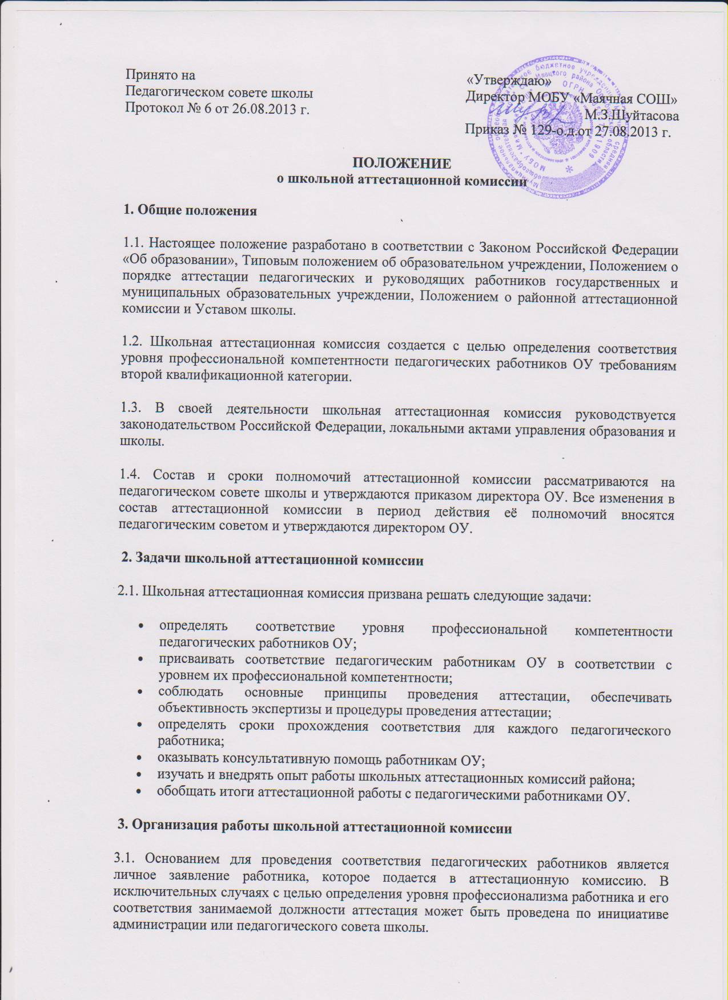 Принято на
Педагогическом совете школы
Протокол № 6 от 26.08.2013 г.
«Утверждаю»
Директор МОБУ «Маячная СОШ»
М.З.Шуйтасова
Приказ № 129-о.д.от 27.08.2013 г.
ПОЛОЖЕНИЕ
о школьной аттестационной комиссии
1. Общие положения
1.1. Настоящее положение разработано в соответствии с Законом Российской Федерации
«Об образовании», Типовым положением об образовательном учреждении, Положением о
порядке аттестации педагогических и руководящих работников государственных и
муниципальных образовательных учреждении, Положением о районной аттестационной
комиссии и Уставом школы.
1.2. Школьная аттестационная комиссия создается с целью определения соответствия
уровня профессиональной компетентности педагогических работников ОУ требованиям
второй квалификационной категории.
1.3. В своей деятельности школьная аттестационная комиссия руководствуется
законодательством Российской Федерации, локальными актами управления образования и
школы.
1.4. Состав и сроки полномочий аттестационной комиссии рассматриваются на
педагогическом совете школы и утверждаются приказом директора ОУ. Все изменения в
состав аттестационной комиссии в период действия её полномочий вносятся
педагогическим советом и утверждаются директором ОУ.
2. Задачи школьной аттестационной комиссии
2.1. Школьная аттестационная комиссия призвана решать следующие задачи:
• определять соответствие уровня профессиональной компетентности
педагогических работников ОУ;
• присваивать соответствие педагогическим работникам ОУ в соответствии с
уровнем их профессиональной компетентности;
• соблюдать основные принципы проведения аттестации, обеспечивать
объективность экспертизы и процедуры проведения аттестации;
• определять сроки прохождения соответствия для каждого педагогического
работника;
• оказывать консультативную помощь работникам ОУ;
• изучать и внедрять опыт работы школьных аттестационных комиссий района;
• обобщать итоги аттестационной работы с педагогическими работниками ОУ.
3. Организация работы школьной аттестационной комиссии
3.1. Основанием для проведения соответствия педагогических работников является
личное заявление работника, которое подается в аттестационную комиссию. В
исключительных случаях с целью определения уровня профессионализма работника и его
соответствия занимаемой должности аттестация может быть проведена по инициативе
администрации или педагогического совета школы.